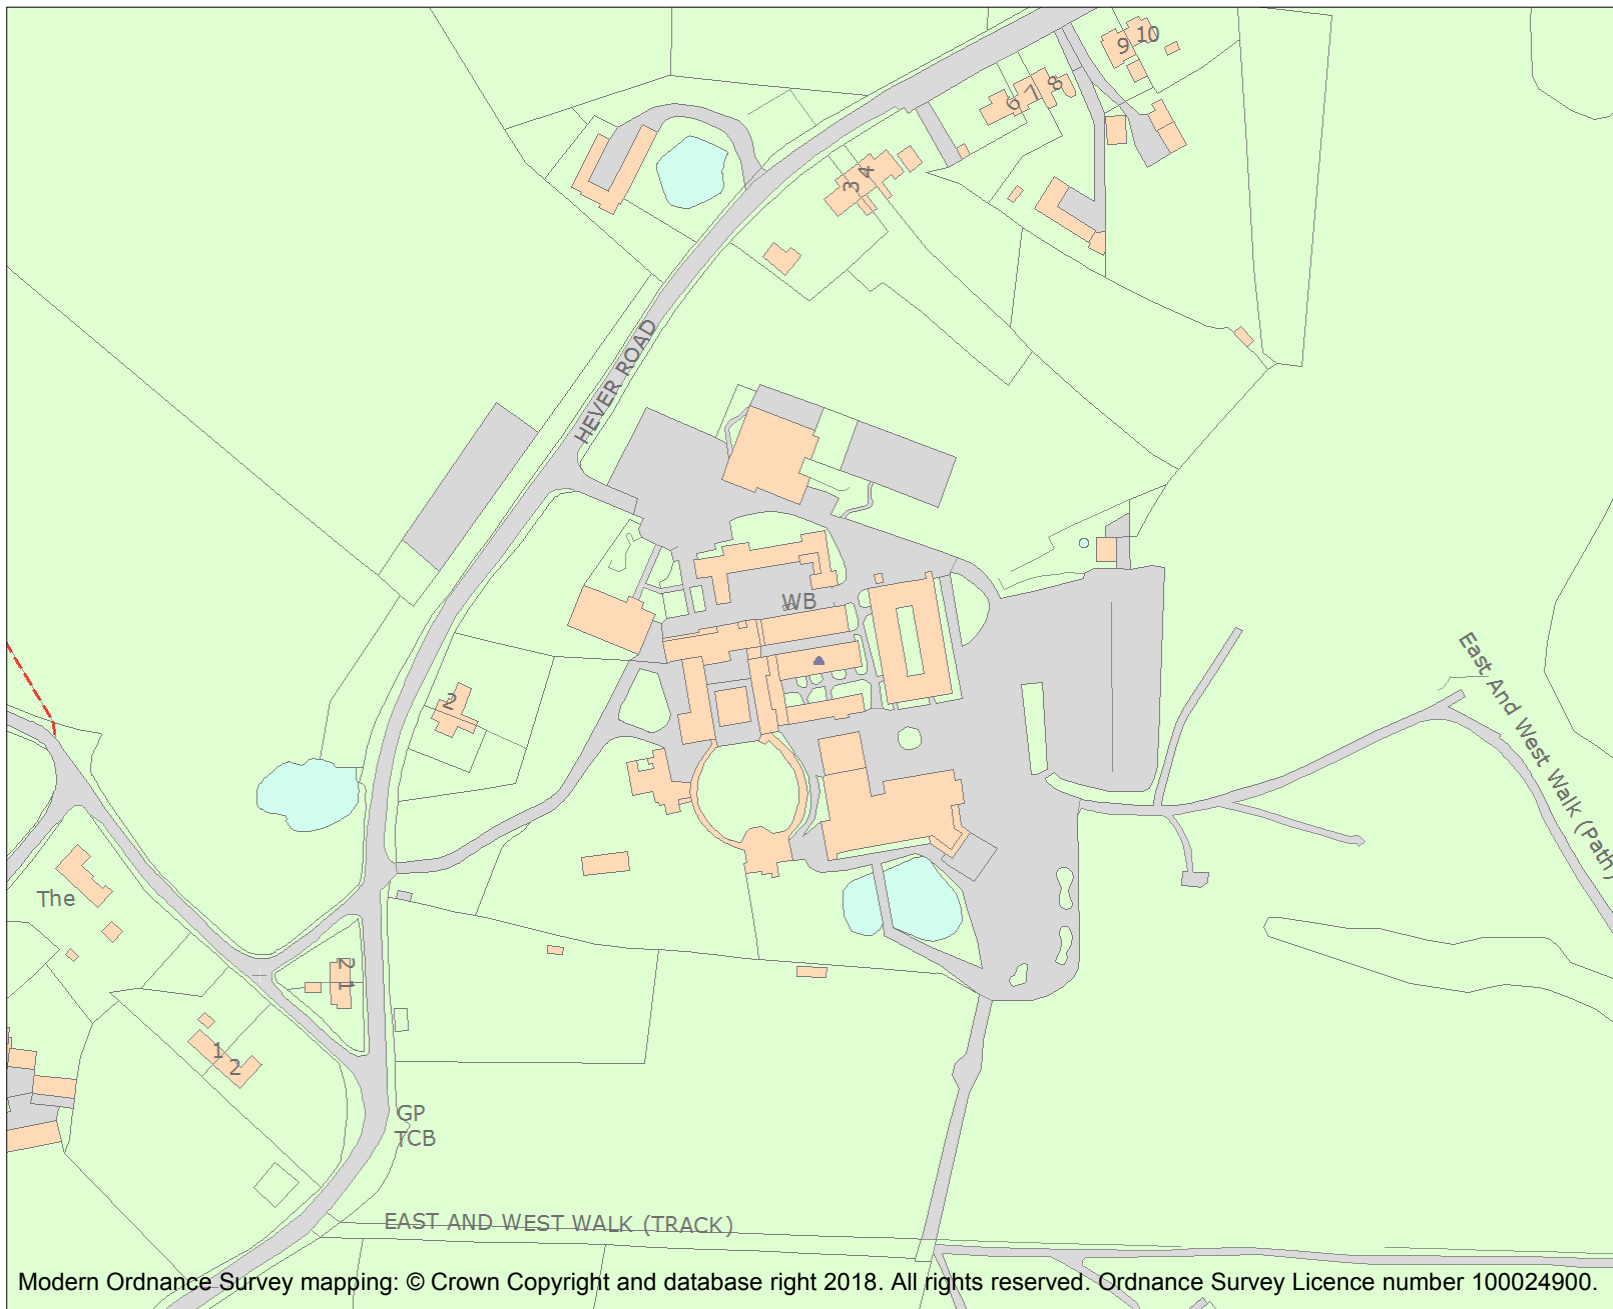 9 10
6 7 8
3 4
HEVER ROAD
WB
East And West Walk (Path)
2
The
2
1
1
2
GP
TCB
EAST AND WEST WALK (TRACK)
Modern Ordnance Survey mapping: © Crown Copyright and database right 2018. All rights reserved. Ordnance Survey Licence number 100024900.